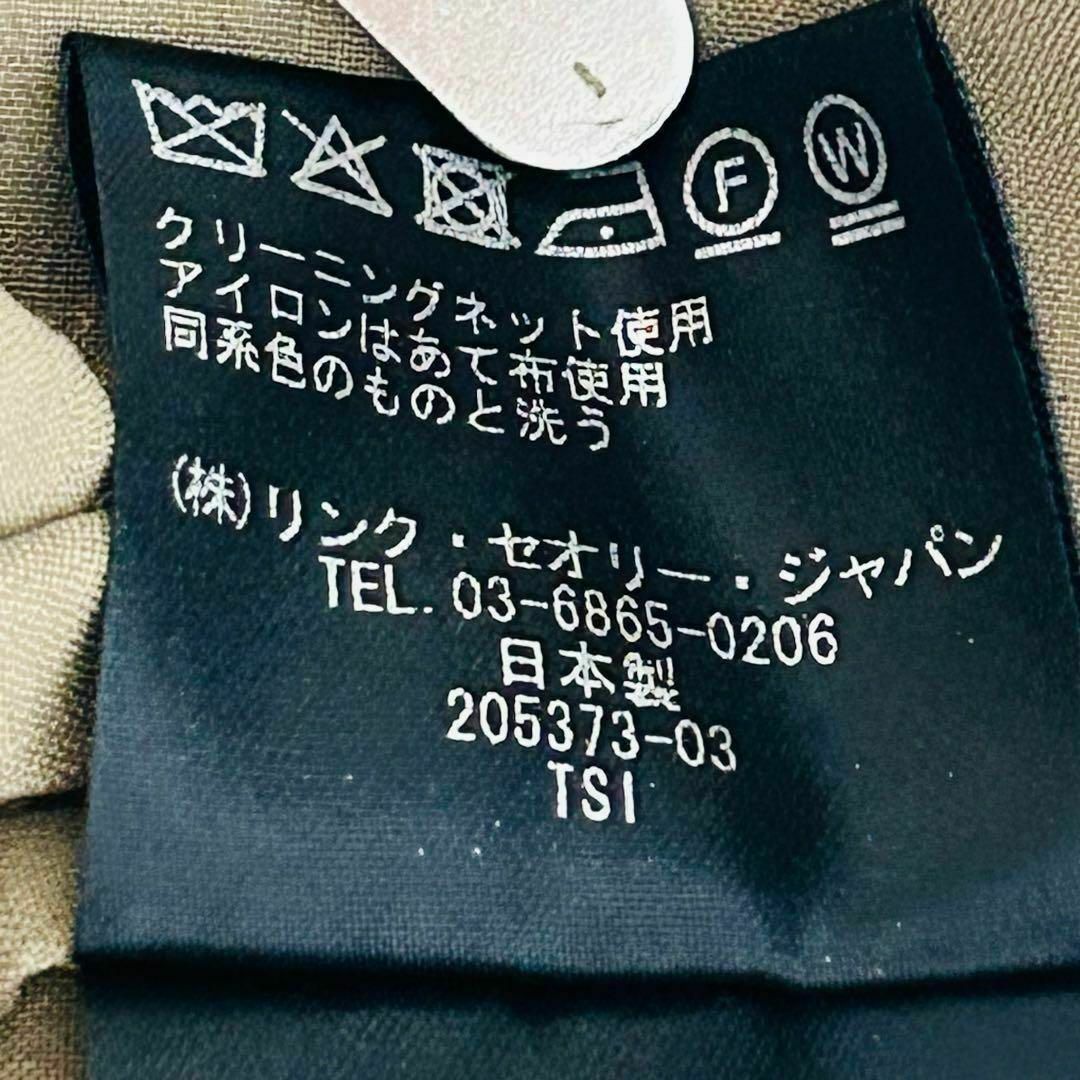 F W
クリーニングネット使用
アイロンはあて布使用
同系色のものと洗う
(株)リンク・セオリー・ジャパン
TEL. 03-6865-0206
日本製
205373-03
TSI